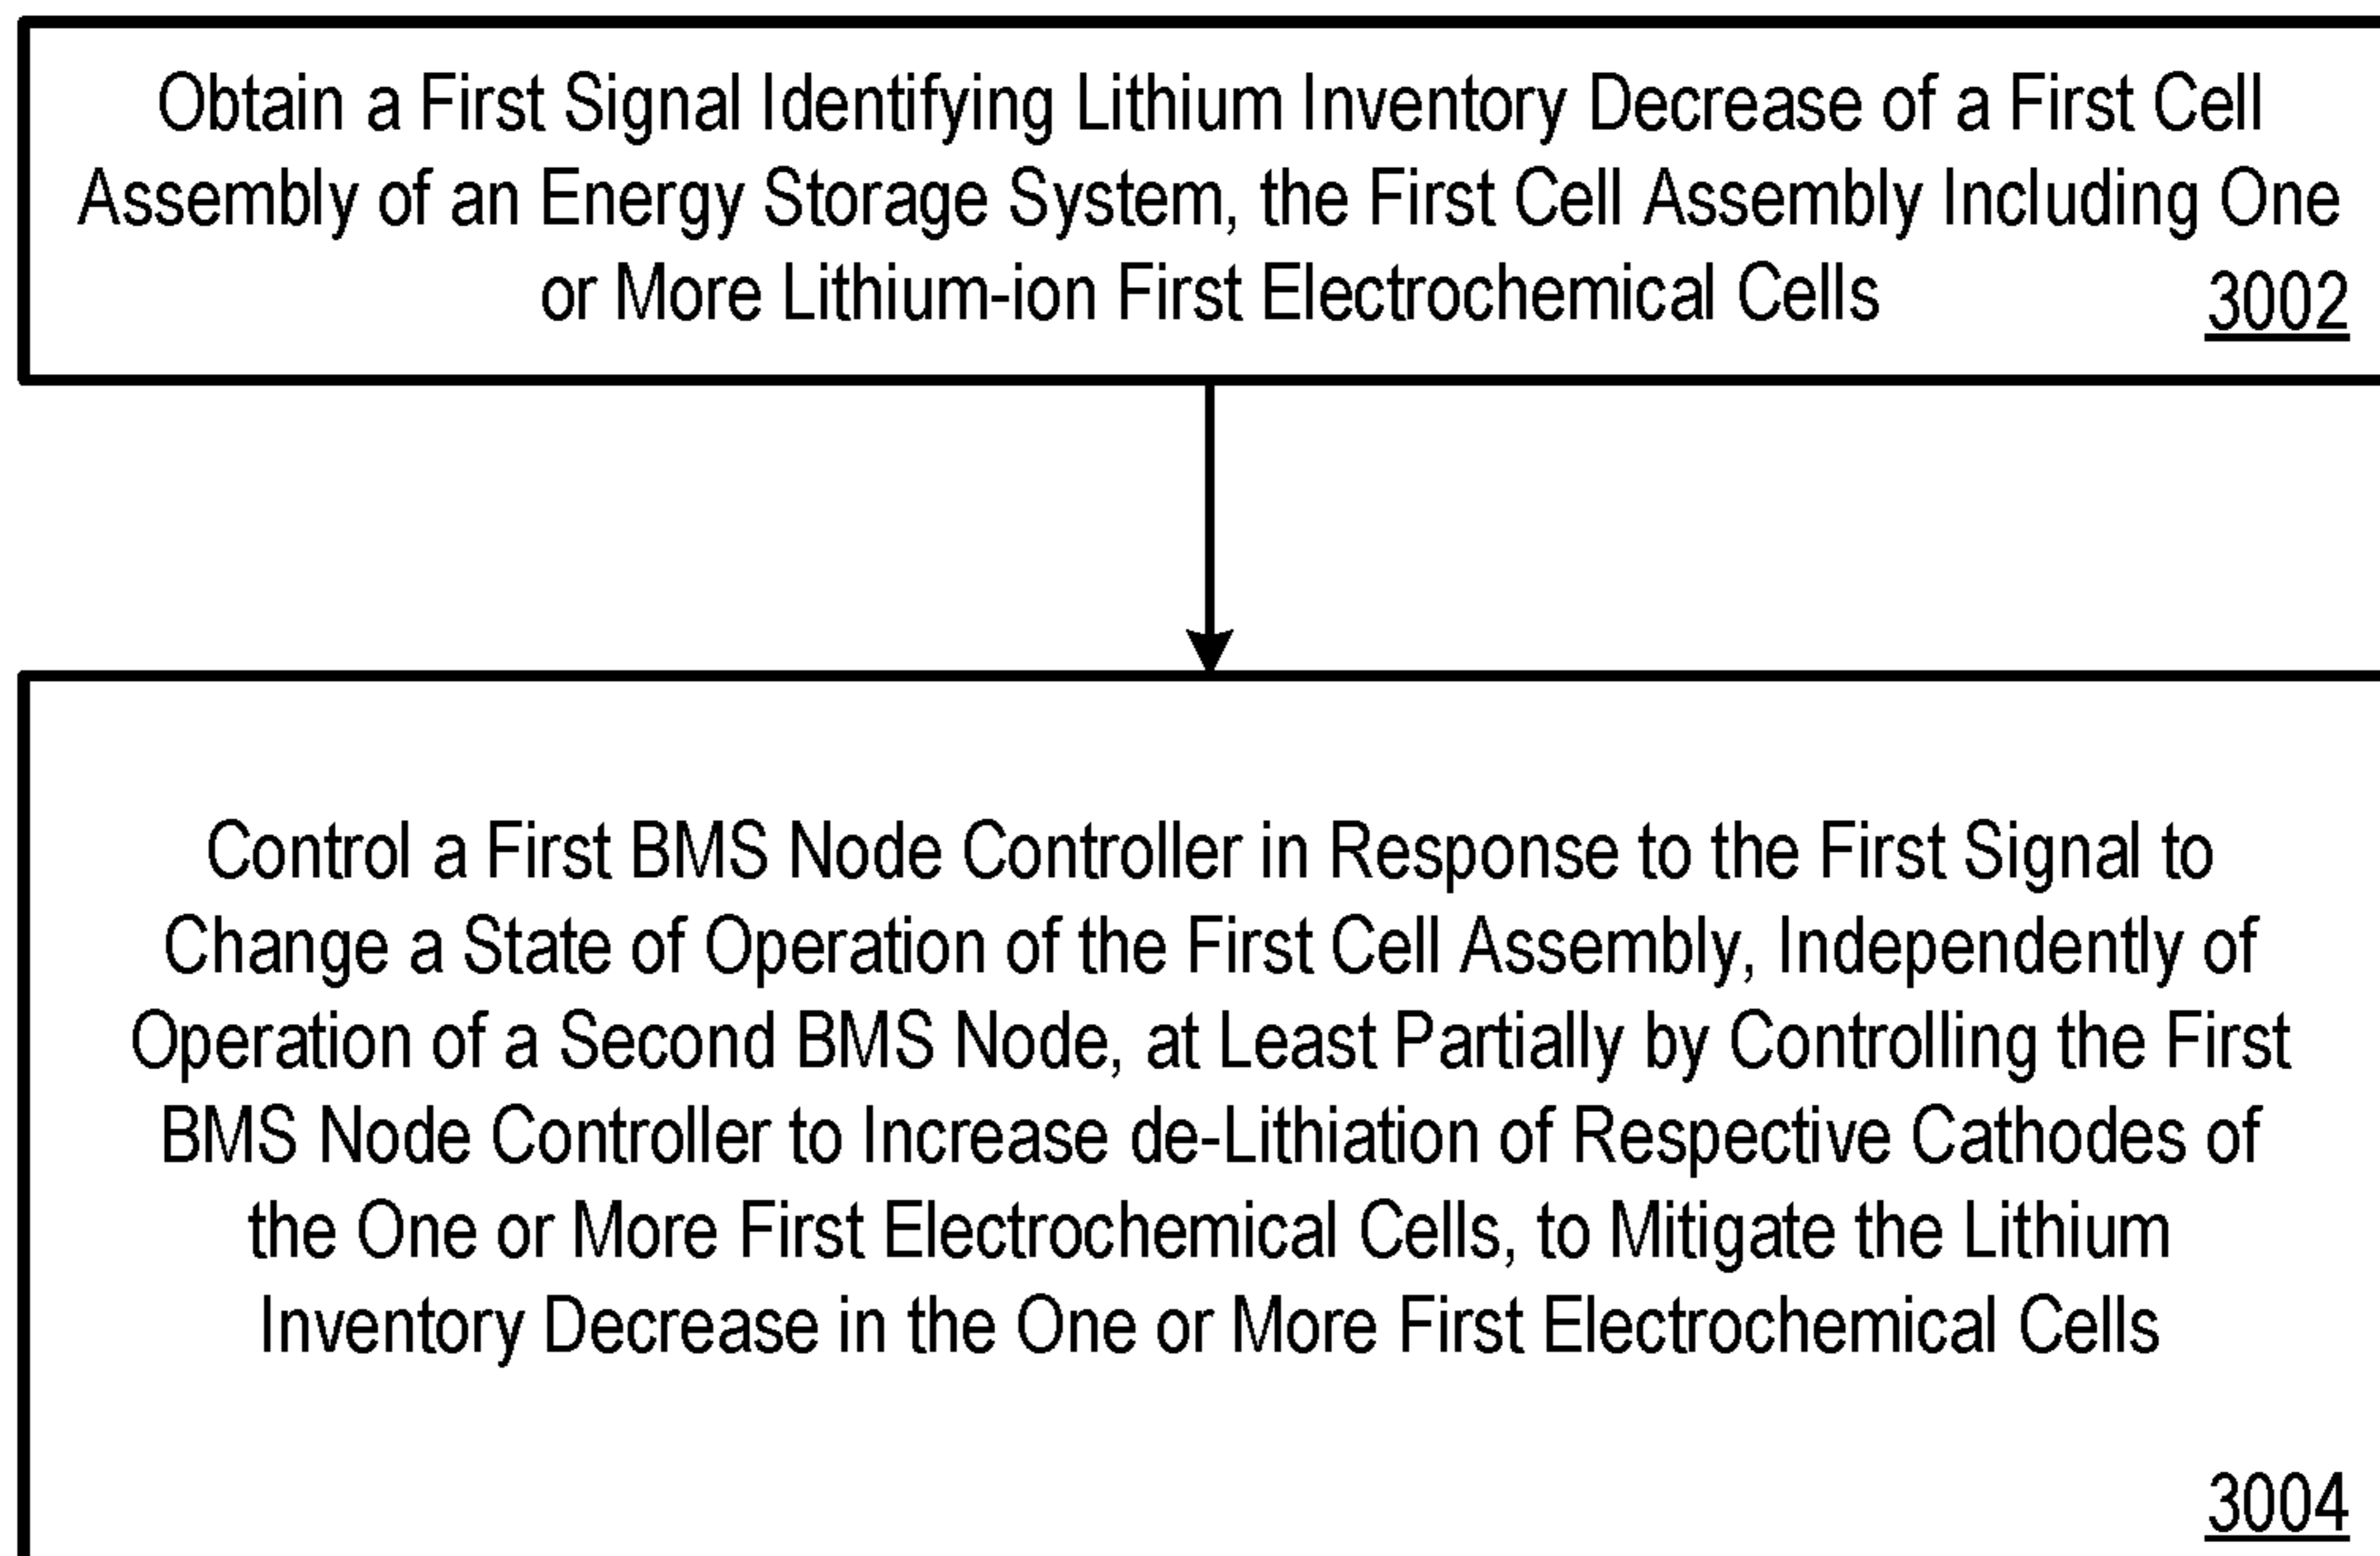 Obtain a First Signal Identifying Lithium Inventory Decrease of a First Cell
Assembly of an Energy Storage System, the First Cell Assembly Including One
or More Lithium-ion First Electrochemical Cells
3002
Control a First BMS Node Controller in Response to the First Signal to
Change a State of Operation of the First Cell Assembly, Independently of
Operation of a Second BMS Node, at Least Partially by Controlling the First
BMS Node Controller to Increase de-Lithiation of Respective Cathodes of
the One or More First Electrochemical Cells, to Mitigate the Lithium
Inventory Decrease in the One or More First Electrochemical Cells
3004